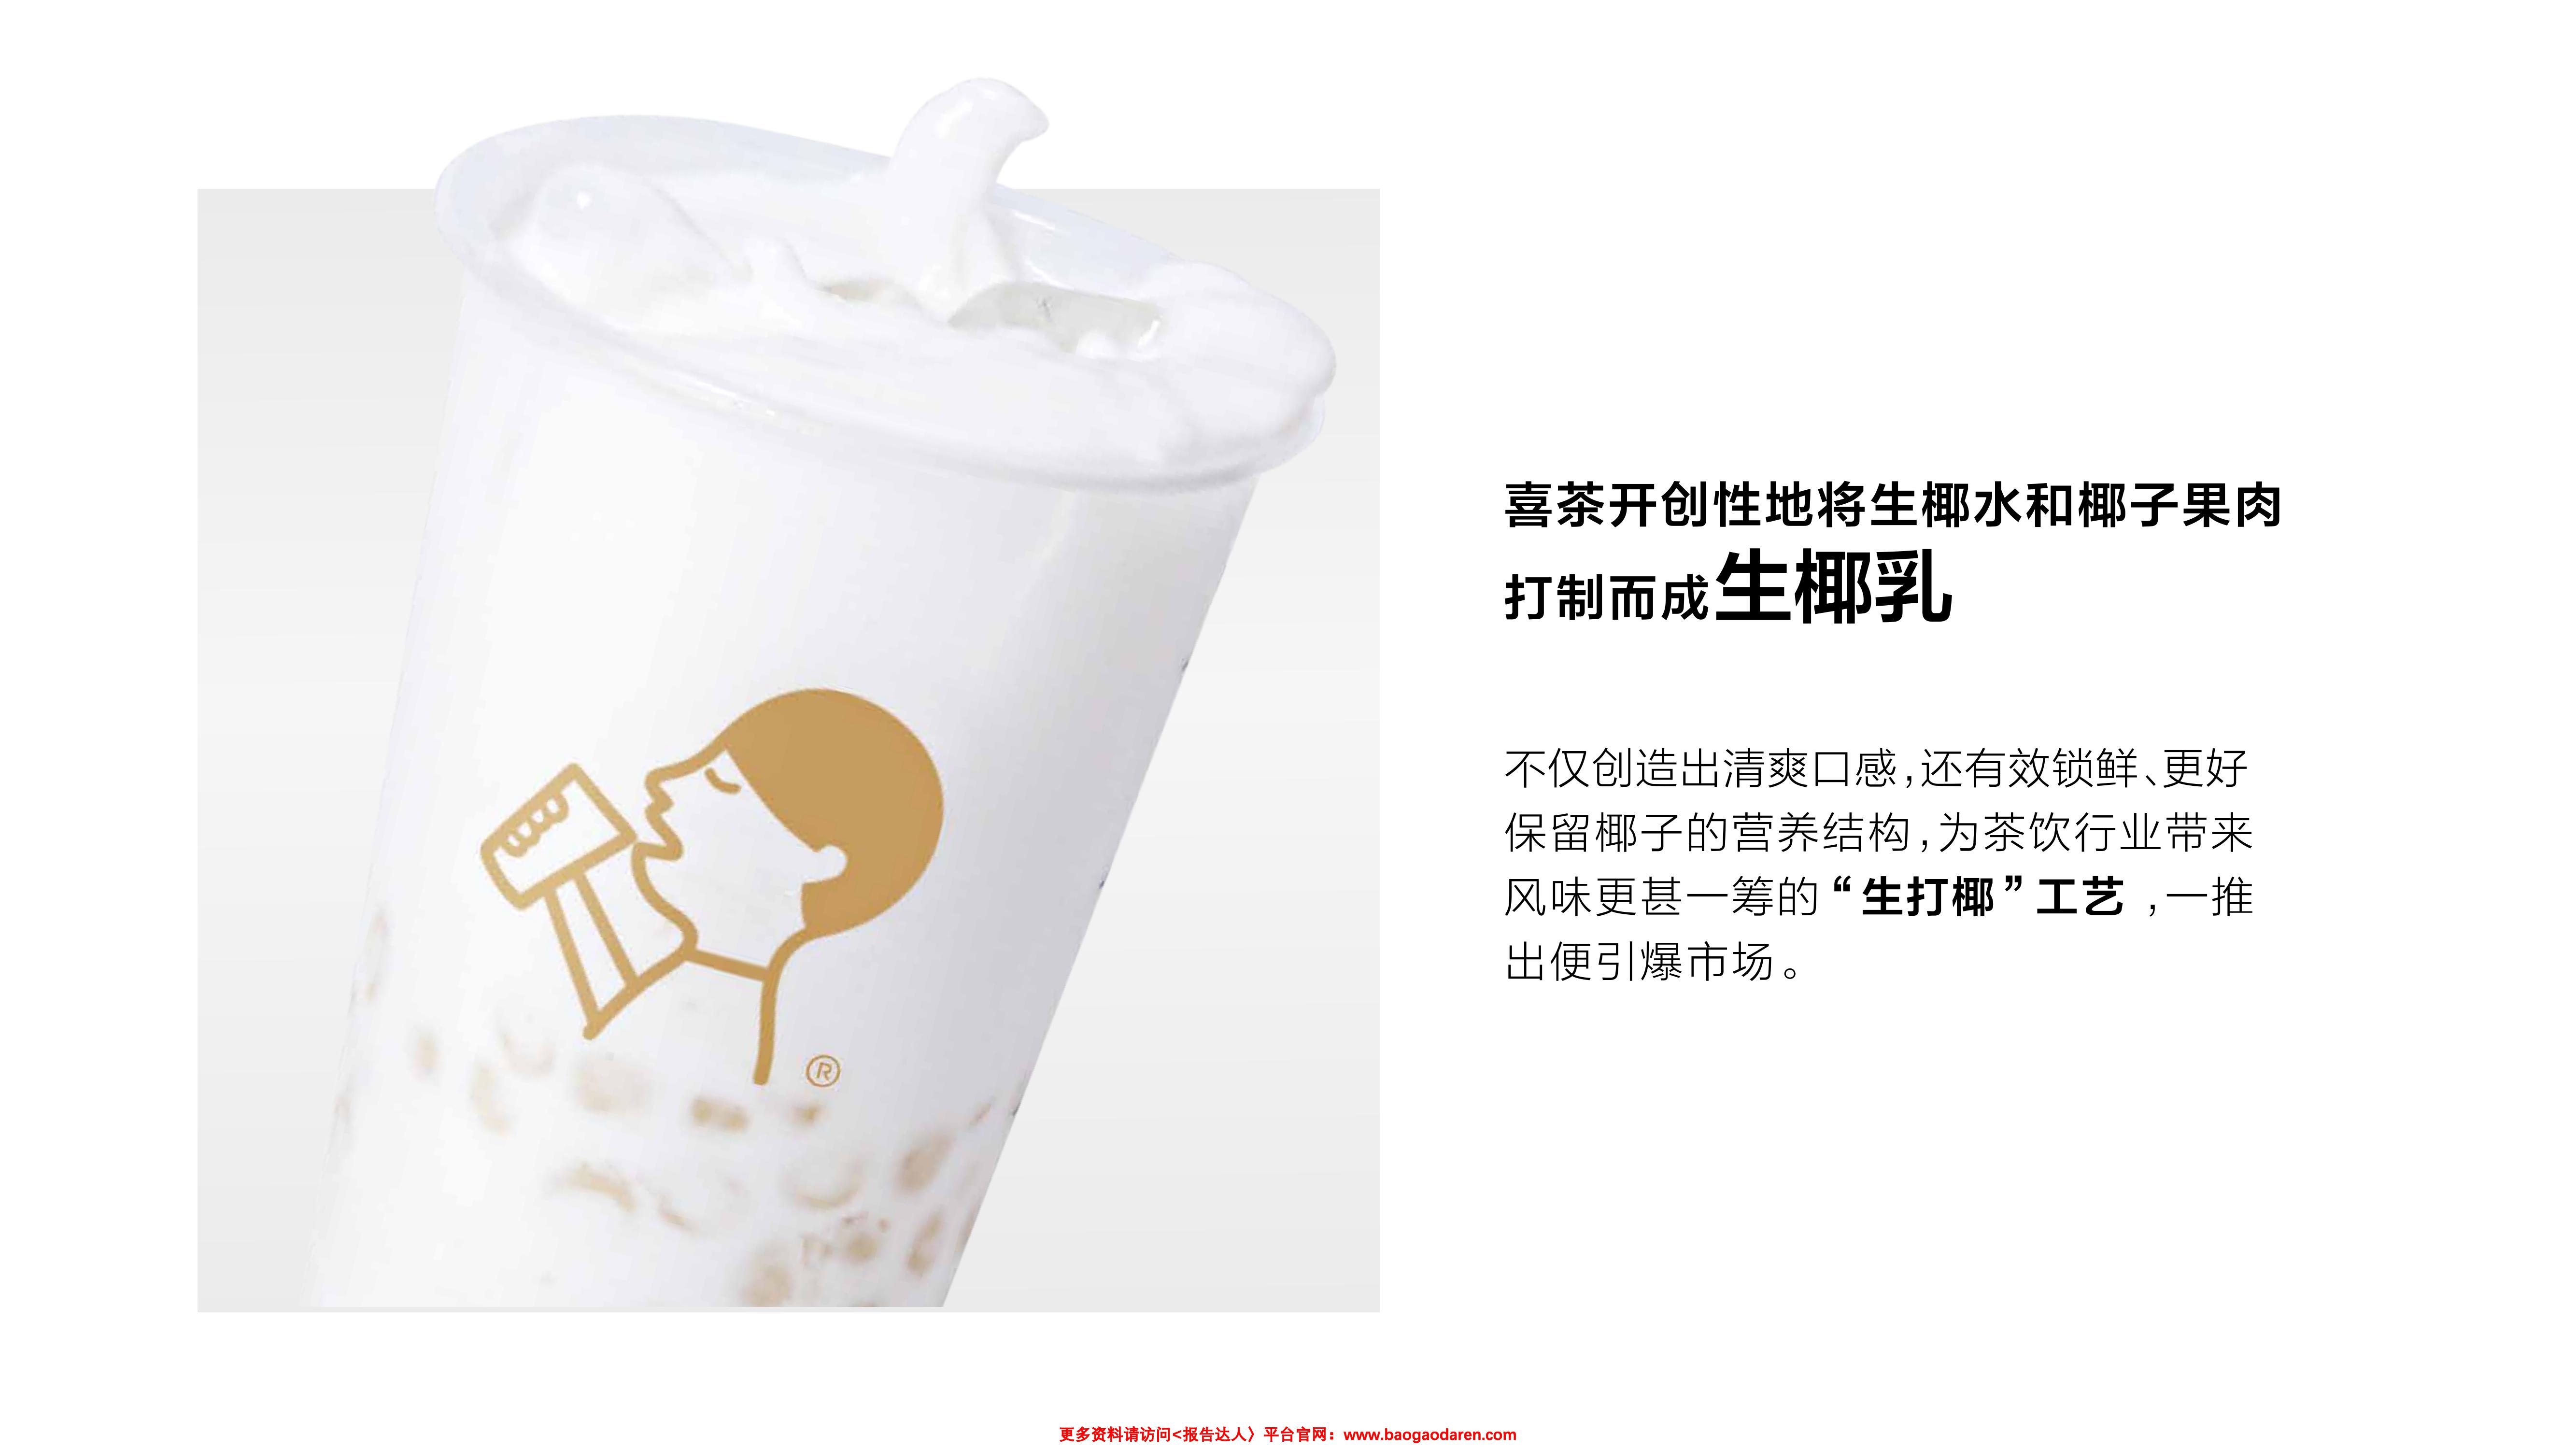 喜茶开创性地将生椰水和椰子果肉
打制而成生椰乳
不仅创造出清爽口感，还有效锁鲜、更好
保留椰子的营养结构，为茶饮行业带来
风味更甚一筹的“生打椰”工艺，一推
出便引爆市场。
®
更多资料请访问<报告达人〉平台官网：www.baogaodaren.com